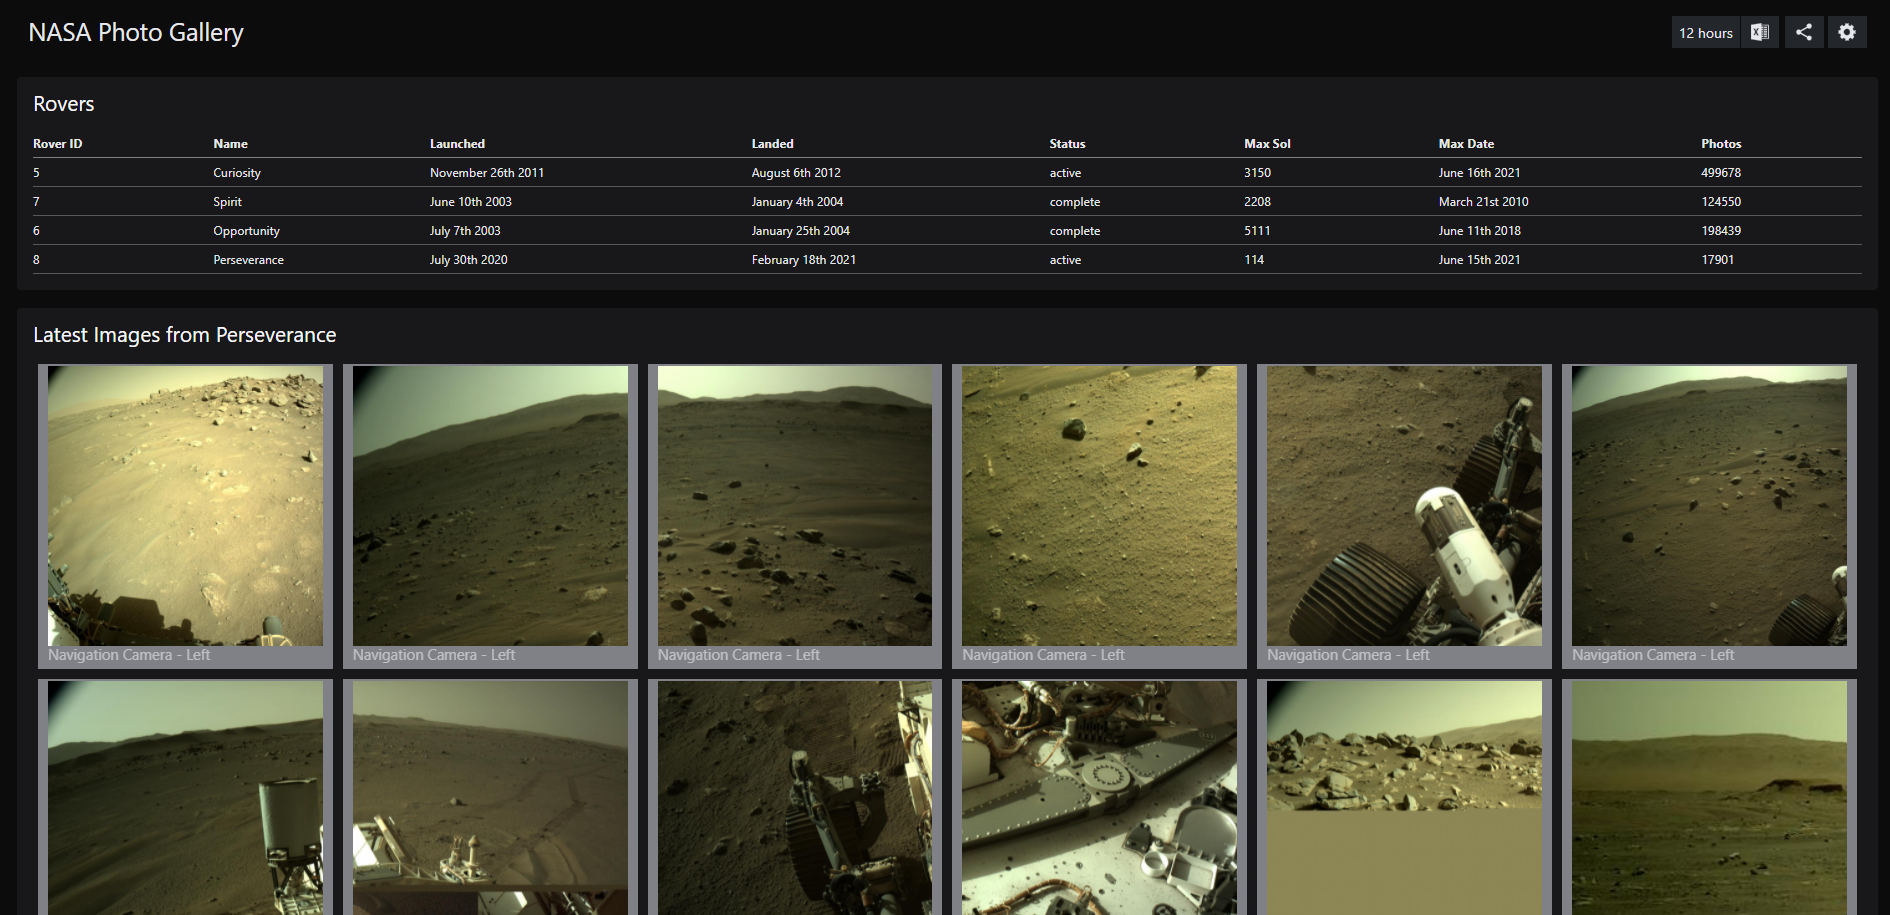 NASA Photo Gallery
12 hours
Rovers
Rover ID Name Launched Landed Status Max Sol Max Date Photos
5 Curiosity November 26th 2011 August 6th 2012 active 3150 June 16th 2021 499678
7 Spirit June 10th 2003 January 4th 2004 complete 2208 March 21st 2010 124550
6 Opportunity July 7th 2003 January 25th 2004 complete 5111 June 11th 2018 198439
8 Perseverance July 30th 2020 February 18th 2021 active 114 June 15th 2021 17901
Latest Images from Perseverance
Navigation Camera - Left Navigation Camera - Left Navigation Camera - Left Navigation Camera - Left Navigation Camera - Left Navigation Camera - Left